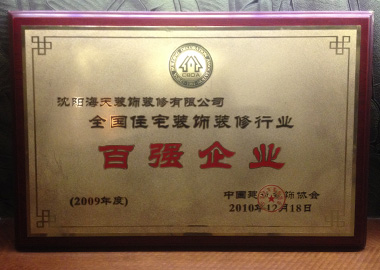 沈阳海天装饰装修有限公司
全国住宅装饰装修行业
百强企业
(2009年度)
中国建筑装饰协会
2010年12月18日